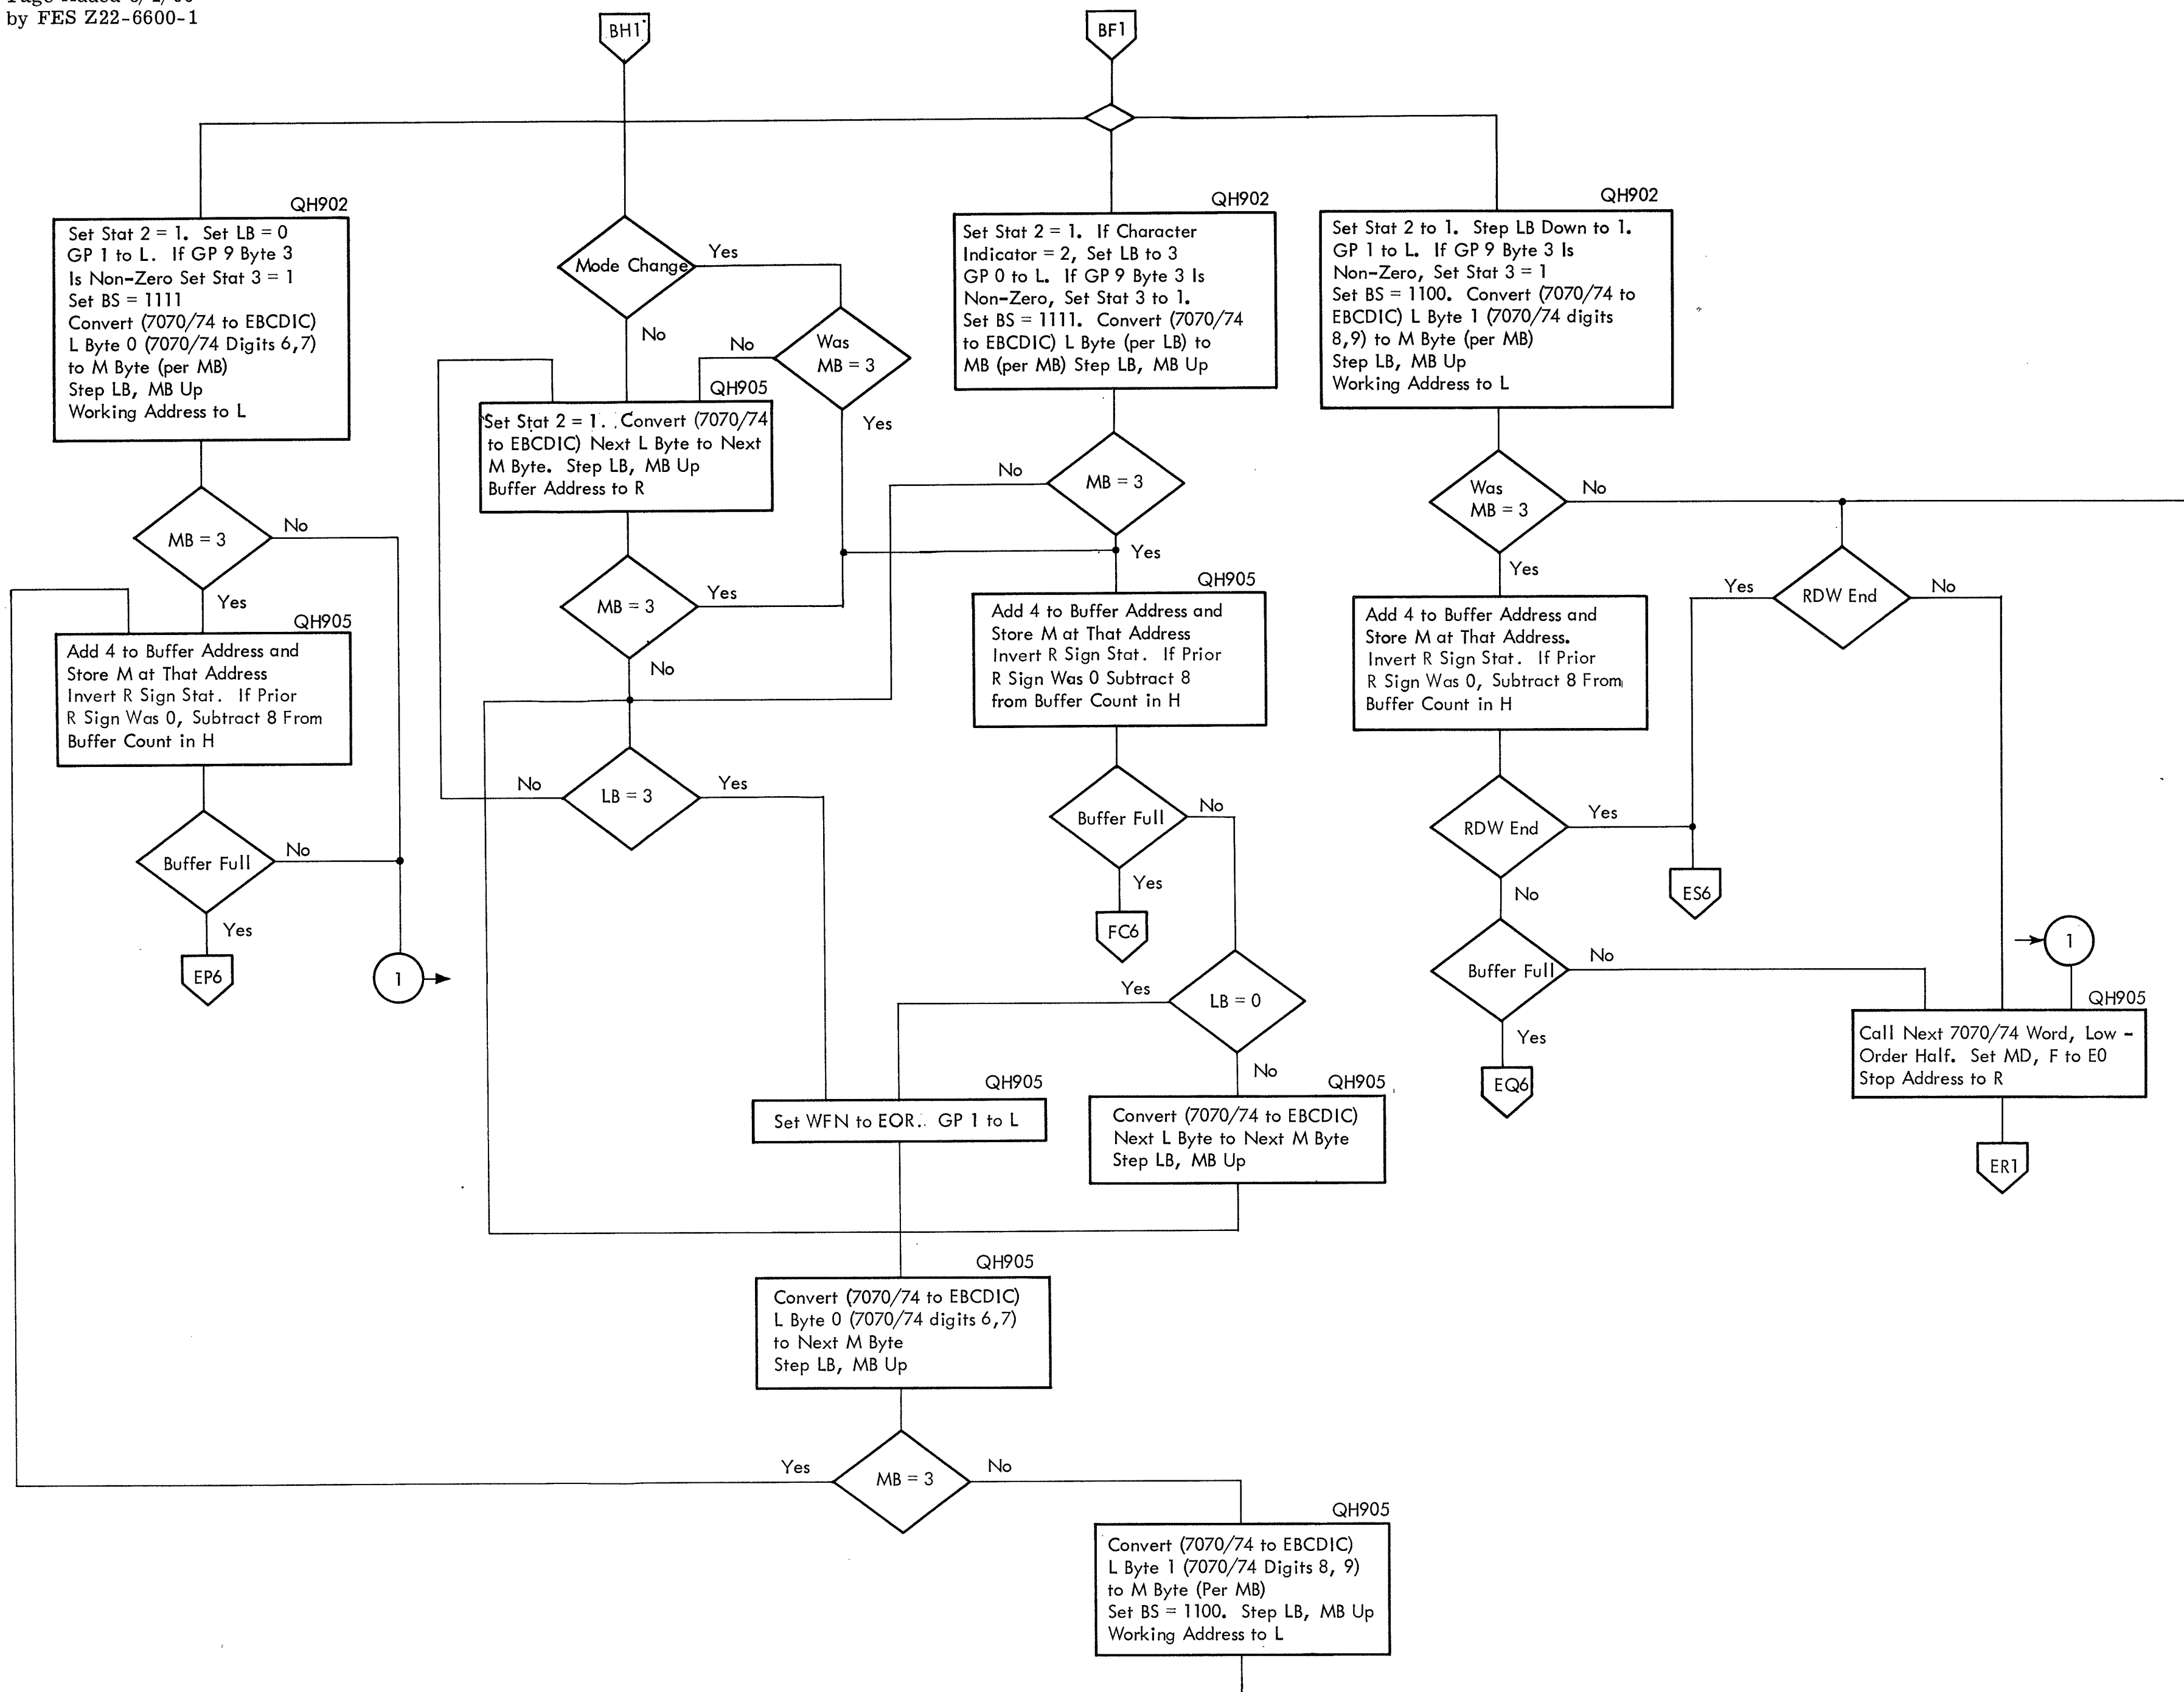 by FES Z22-6600-1
BH1
BF1
QH902
Set Stat 2 = 1. Set LB = 0
GP 1 to L. If GP 9 Byte 3
Is Non-Zero Set Stat 3 = 1
Set BS = 1111
Convert (7070/74 to EBCDIC)
L Byte 0 (7070/74 Digits 6,7)
to M Byte (per MB)
Step LB, MB Up
Working Address to L
MB = 3
No
Yes
QH905
Add 4 to Buffer Address and
Store M at That Address
Invert R Sign Stat. If Prior
R Sign Was 0, Subtract 8 From
Buffer Count in H
Buffer Full
No
Yes
EP6
1
Mode Change
Yes
No
Was
MB = 3
No
Yes
QH905
Set Stat 2 = 1. Convert (7070/74
to EBCDIC) Next L Byte to Next
M Byte. Step LB, MB Up
Buffer Address to R
MB = 3
Yes
No
LB = 3
No
Yes
QH902
Set Stat 2 = 1. If Character
Indicator = 2, Set LB to 3
GP 0 to L. If GP 9 Byte 3 Is
Non-Zero, Set Stat 3 to 1.
Set BS = 1111. Convert (7070/74
to EBCDIC) L Byte (per LB) to
MB (per MB) Step LB, MB Up
No
MB = 3
Yes
QH905
Add 4 to Buffer Address and
Store M at That Address
Invert R Sign Stat. If Prior
R Sign Was 0 Subtract 8
from Buffer Count in H
Buffer Full
No
Yes
FC6
Yes
LB = 0
No
QH905
Set WFN to EOR. GP 1 to L
QH905
Convert (7070/74 to EBCDIC)
Next L Byte to Next M Byte
Step LB, MB Up
QH905
Convert (7070/74 to EBCDIC)
L Byte 0 (7070/74 digits 6,7)
to Next M Byte
Step LB, MB Up
Yes
MB = 3
No
QH905
Convert (7070/74 to EBCDIC)
L Byte 1 (7070/74 Digits 8, 9)
to M Byte (Per MB)
Set BS = 1100. Step LB, MB Up
Working Address to L
QH902
Set Stat 2 to 1. Step LB Down to 1.
GP 1 to L. If GP 9 Byte 3 Is
Non-Zero, Set Stat 3 = 1
Set BS = 1100. Convert (7070/74 to
EBCDIC) L Byte 1 (7070/74 digits
8,9) to M Byte (per MB)
Step LB, MB Up
Working Address to L
Was
MB = 3
No
Yes
Add 4 to Buffer Address and
Store M at That Address.
Invert R Sign Stat. If Prior
R Sign Was 0, Subtract 8 From
Buffer Count in H
RDW End
Yes
No
Buffer Full
No
Yes
EQ6
Yes
RDW End
No
ES6
1
QH905
Call Next 7070/74 Word, Low -
Order Half. Set MD, F to E0
Stop Address to R
ER1